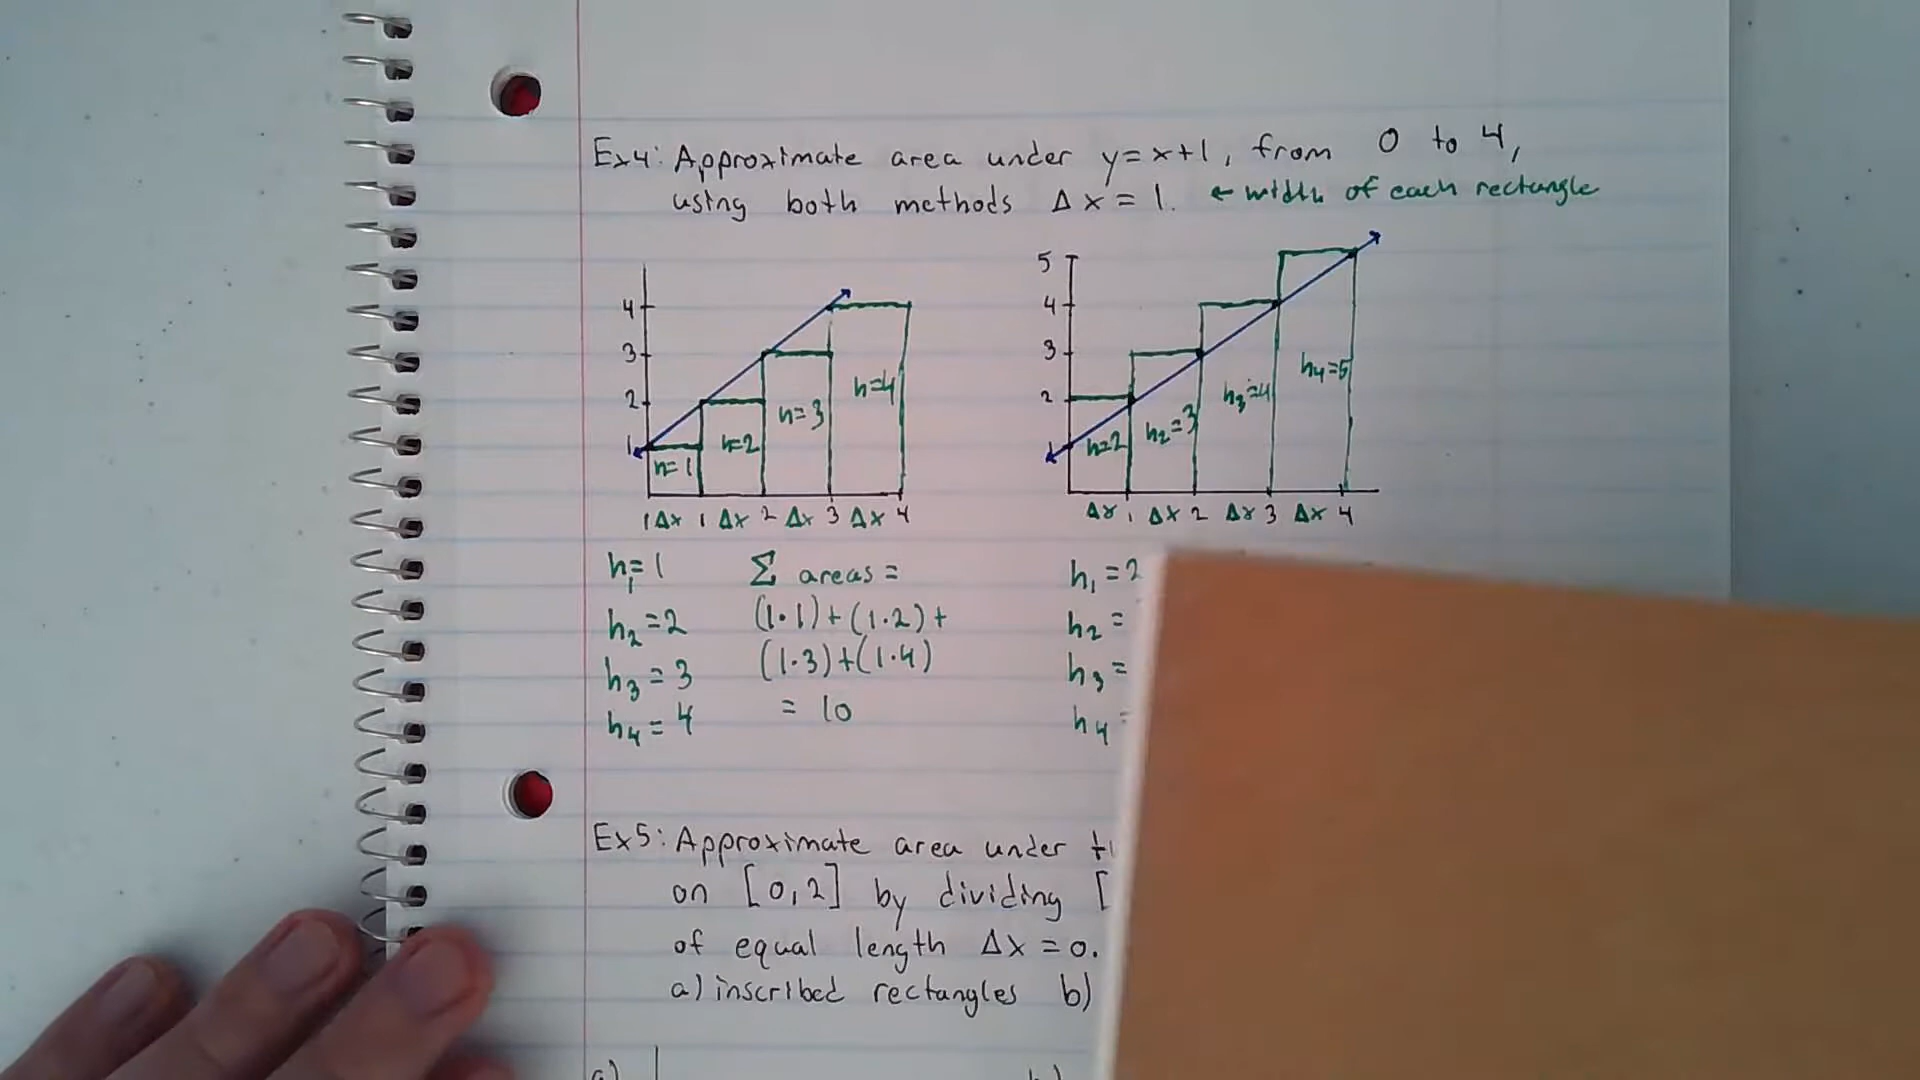 Ex4: Approximate area under y=x+1, from 0 to 4,
using both methods Δx = 1. ← width of each rectangle
4
3
2
1
h=1
h=2
h=3
h=4
1 Δx 1 Δx 2 Δx 3 Δx 4
5
4
3
2
1
h=2
h₂=3
h₃=4
h₄=5
Δx 1 Δx 2 Δx 3 Δx 4
h₁=1
h₂=2
h₃=3
h₄=4
Σ areas =
(1·1)+(1·2)+
(1·3)+(1·4)
= 10
h₁=2
h₂=
h₃=
h₄=
Ex5: Approximate area under
on [0,2] by dividing [
of equal length Δx=0.
a) inscribed rectangles b)
a)